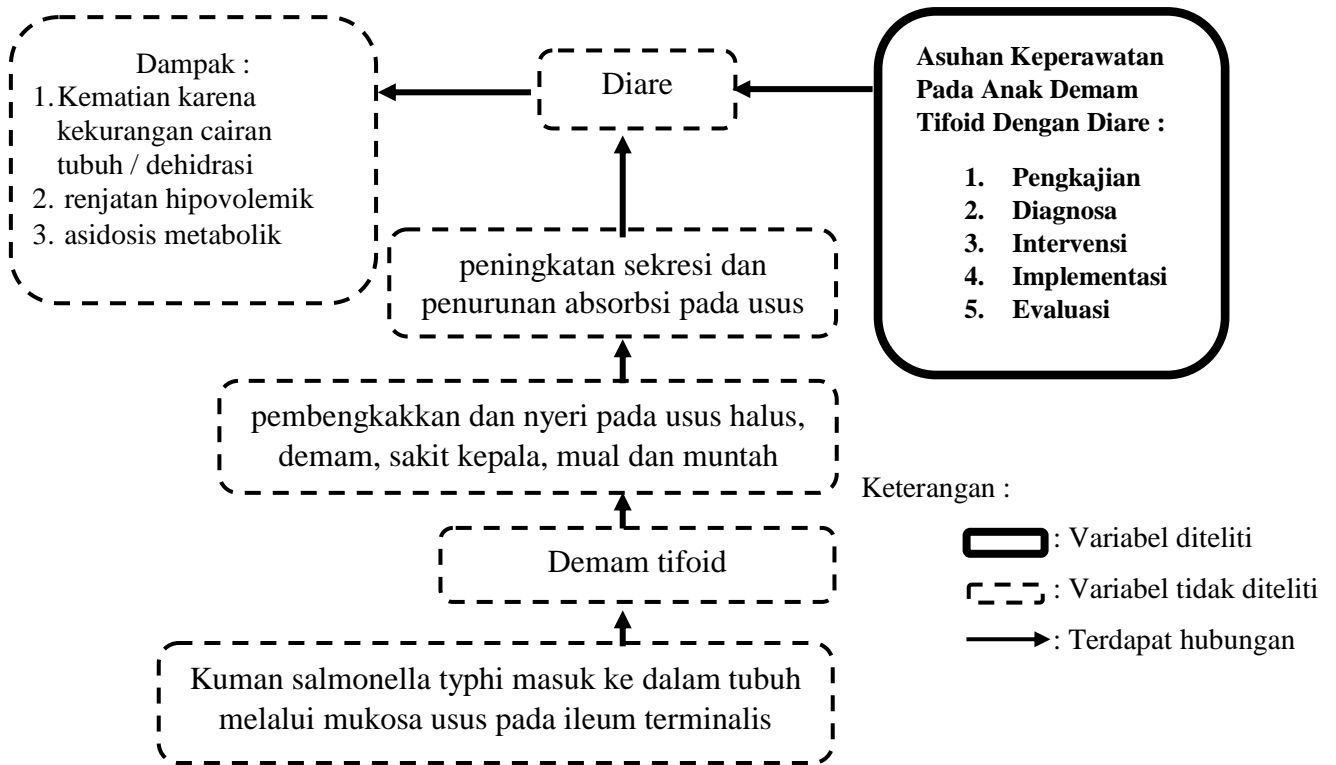 Dampak :
1. Kematian karena
kekurangan cairan
tubuh / dehidrasi
2. renjatan hipovolemik
3. asidosis metabolik
Diare
Asuhan Keperawatan
Pada Anak Demam
Tifoid Dengan Diare :
1. Pengkajian
2. Diagnosa
3. Intervensi
4. Implementasi
5. Evaluasi
peningkatan sekresi dan
penurunan absorbsi pada usus
pembengkakkan dan nyeri pada usus halus,
demam, sakit kepala, mual dan muntah
Demam tifoid
Kuman salmonella typhi masuk ke dalam tubuh
melalui mukosa usus pada ileum terminalis
Keterangan :
: Variabel diteliti
: Variabel tidak diteliti
: Terdapat hubungan